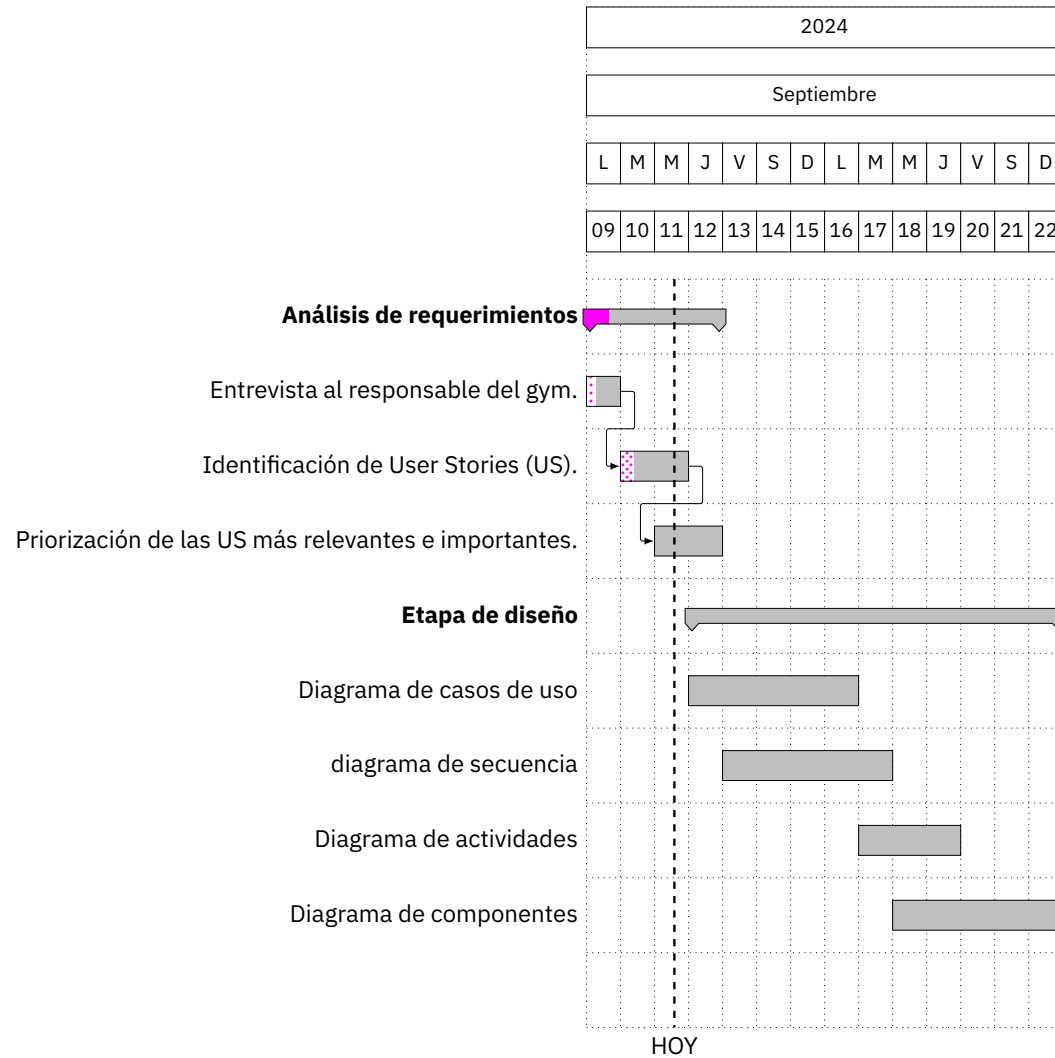 2024
Septiembre
L M M J V S D L M M J V S D
09 10 11 12 13 14 15 16 17 18 19 20 21 22
Análisis de requerimientos
Entrevista al responsable del gym.
Identificación de User Stories (US).
Priorización de las US más relevantes e importantes.
Etapa de diseño
Diagrama de casos de uso
diagrama de secuencia
Diagrama de actividades
Diagrama de componentes
HOY